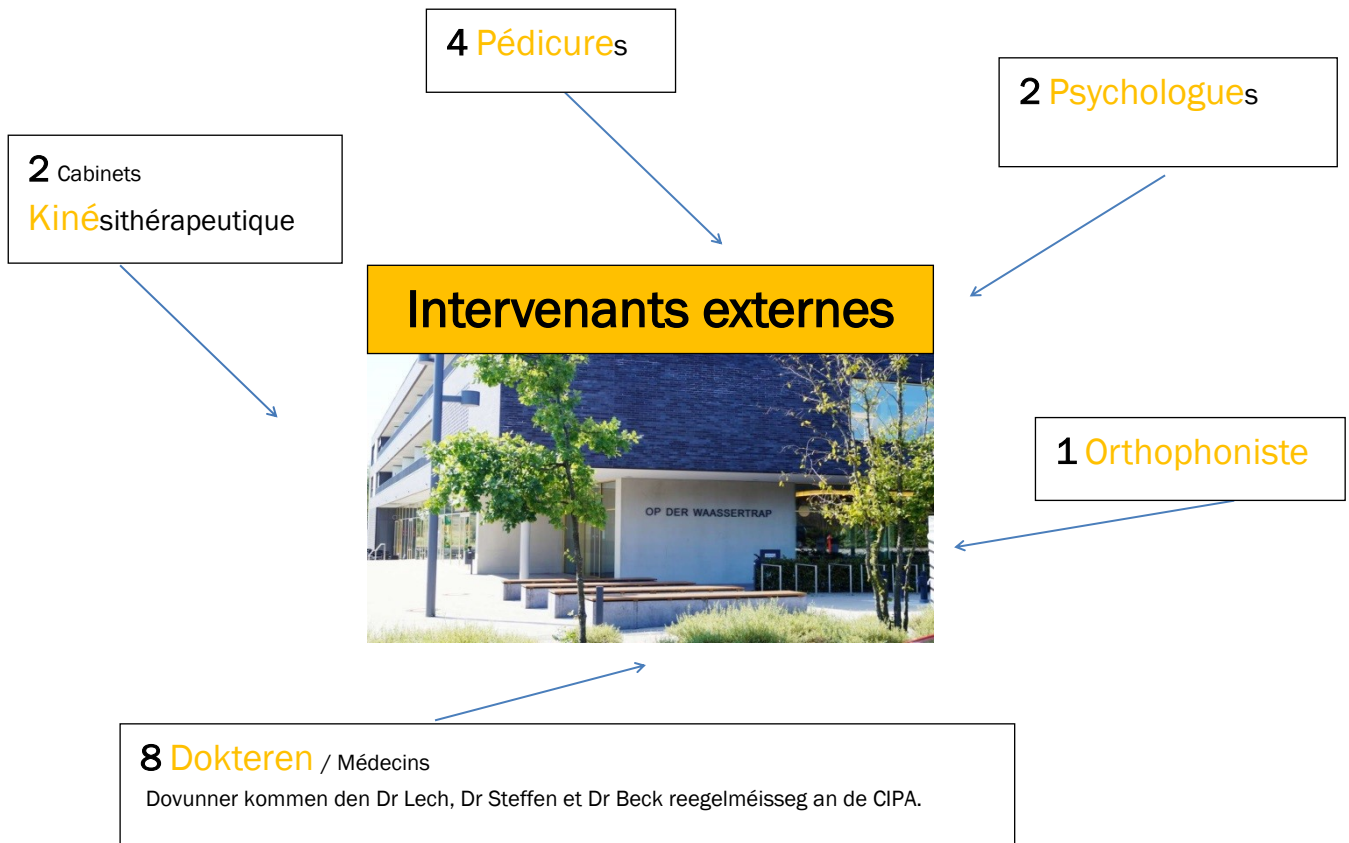 4 Pédicures
2 Psychologues
2 Cabinets
Kinésithérapeutique
Intervenants externes
OP DER WAASSERTRAP
1 Orthophoniste
8 Dokteren / Médecins
Dovunner kommen den Dr Lech, Dr Steffen et Dr Beck reegelméisseg an de CIPA.